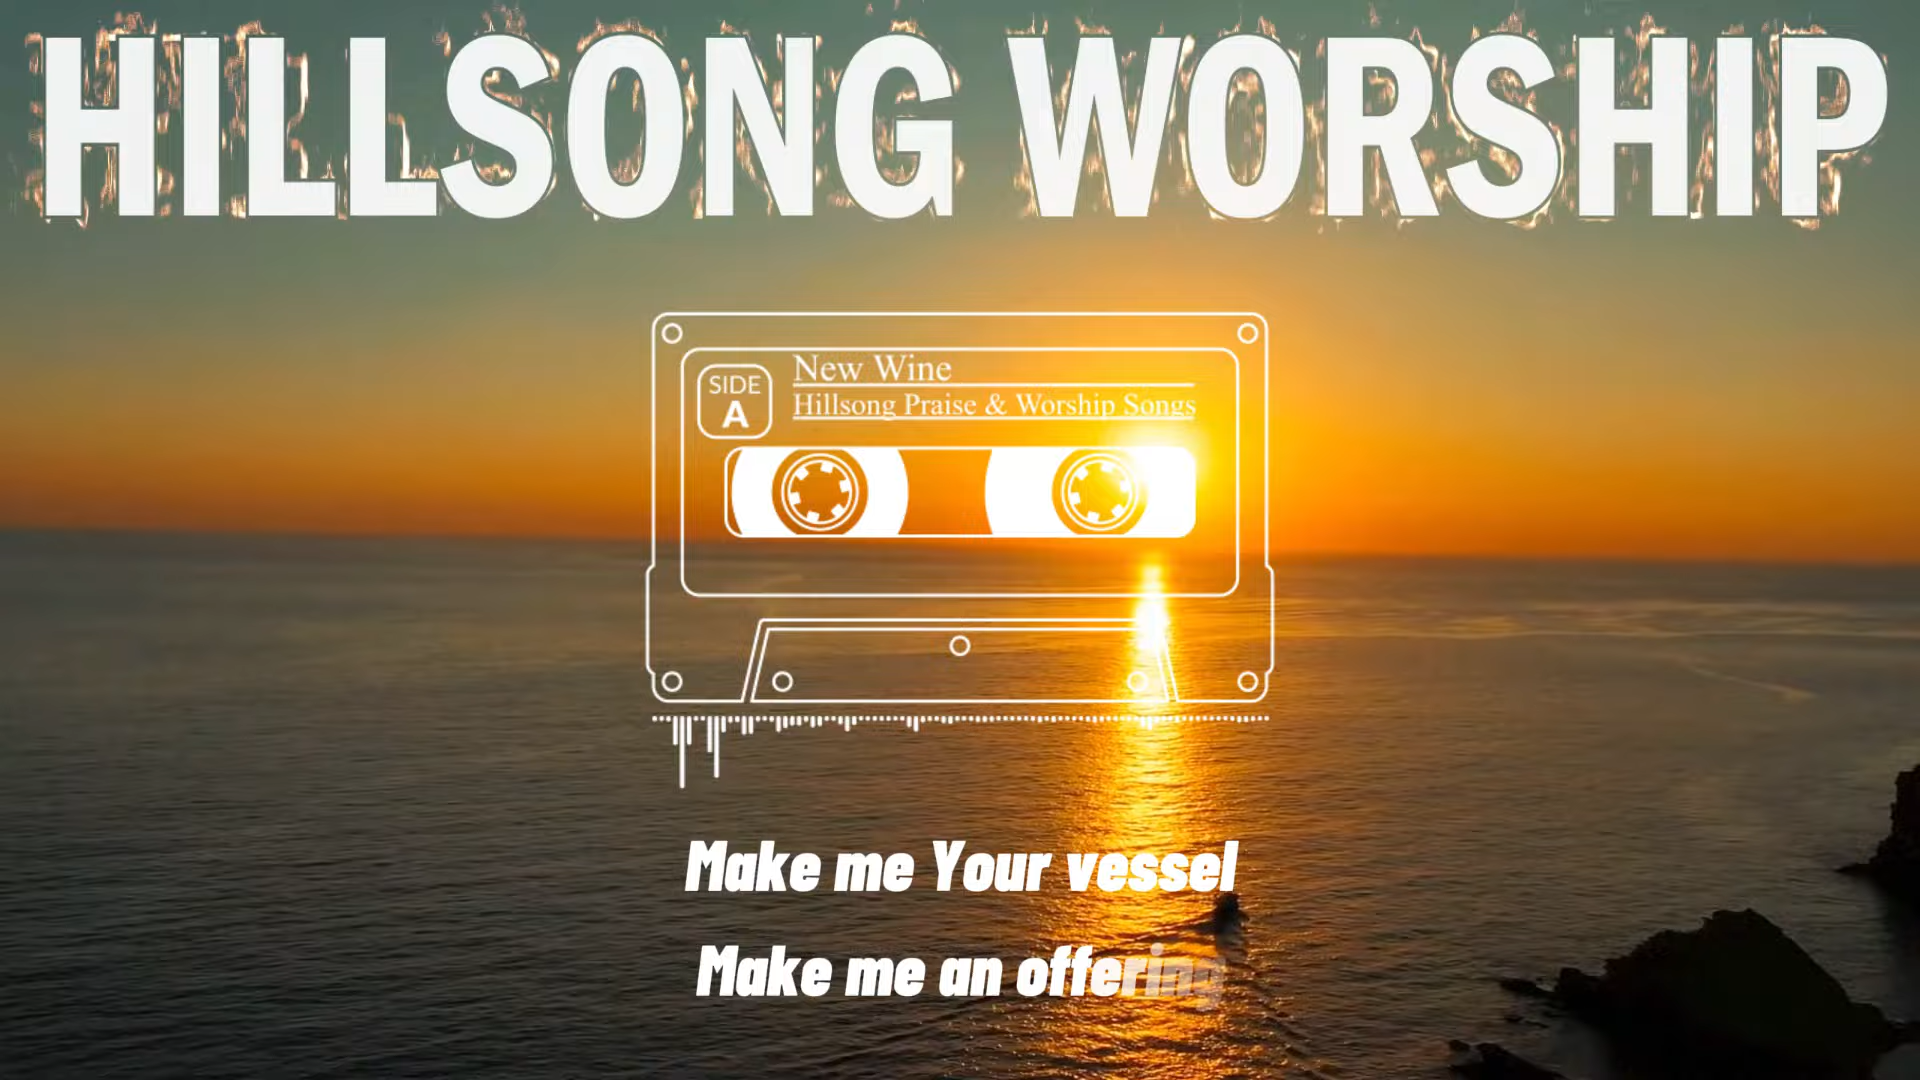 HILLSONG WORSHIP
New Wine
SIDE
A
Hillsong Praise & Worship Songs
Make me Your vessel
Make me an offering